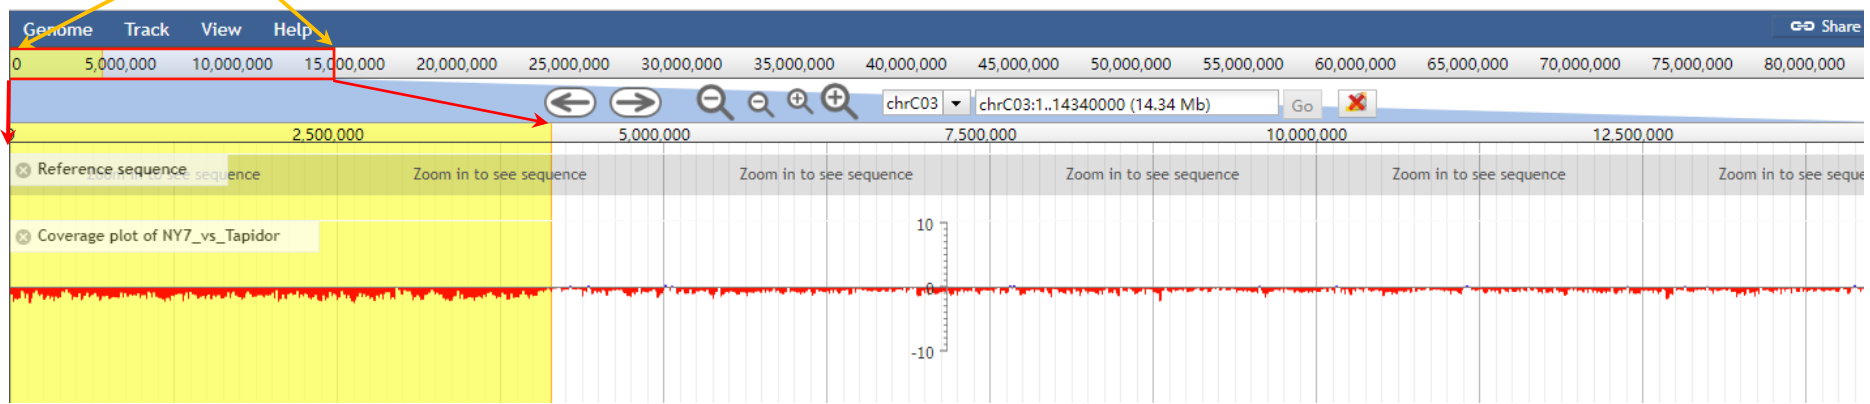 Genome Track View Help Share
0 5,000,000 10,000,000 15,000,000 20,000,000 25,000,000 30,000,000 35,000,000 40,000,000 45,000,000 50,000,000 55,000,000 60,000,000 65,000,000 70,000,000 75,000,000 80,000,000
chrC03 chrC03:1..14340000 (14.34 Mb) Go
2,500,000 5,000,000 7,500,000 10,000,000 12,500,000
Reference sequence Zoom in to see sequence Zoom in to see sequence Zoom in to see sequence Zoom in to see sequence Zoom in to see sequence Zoom in to see seque
10
Coverage plot of NY7_vs_Tapidor
0
-10